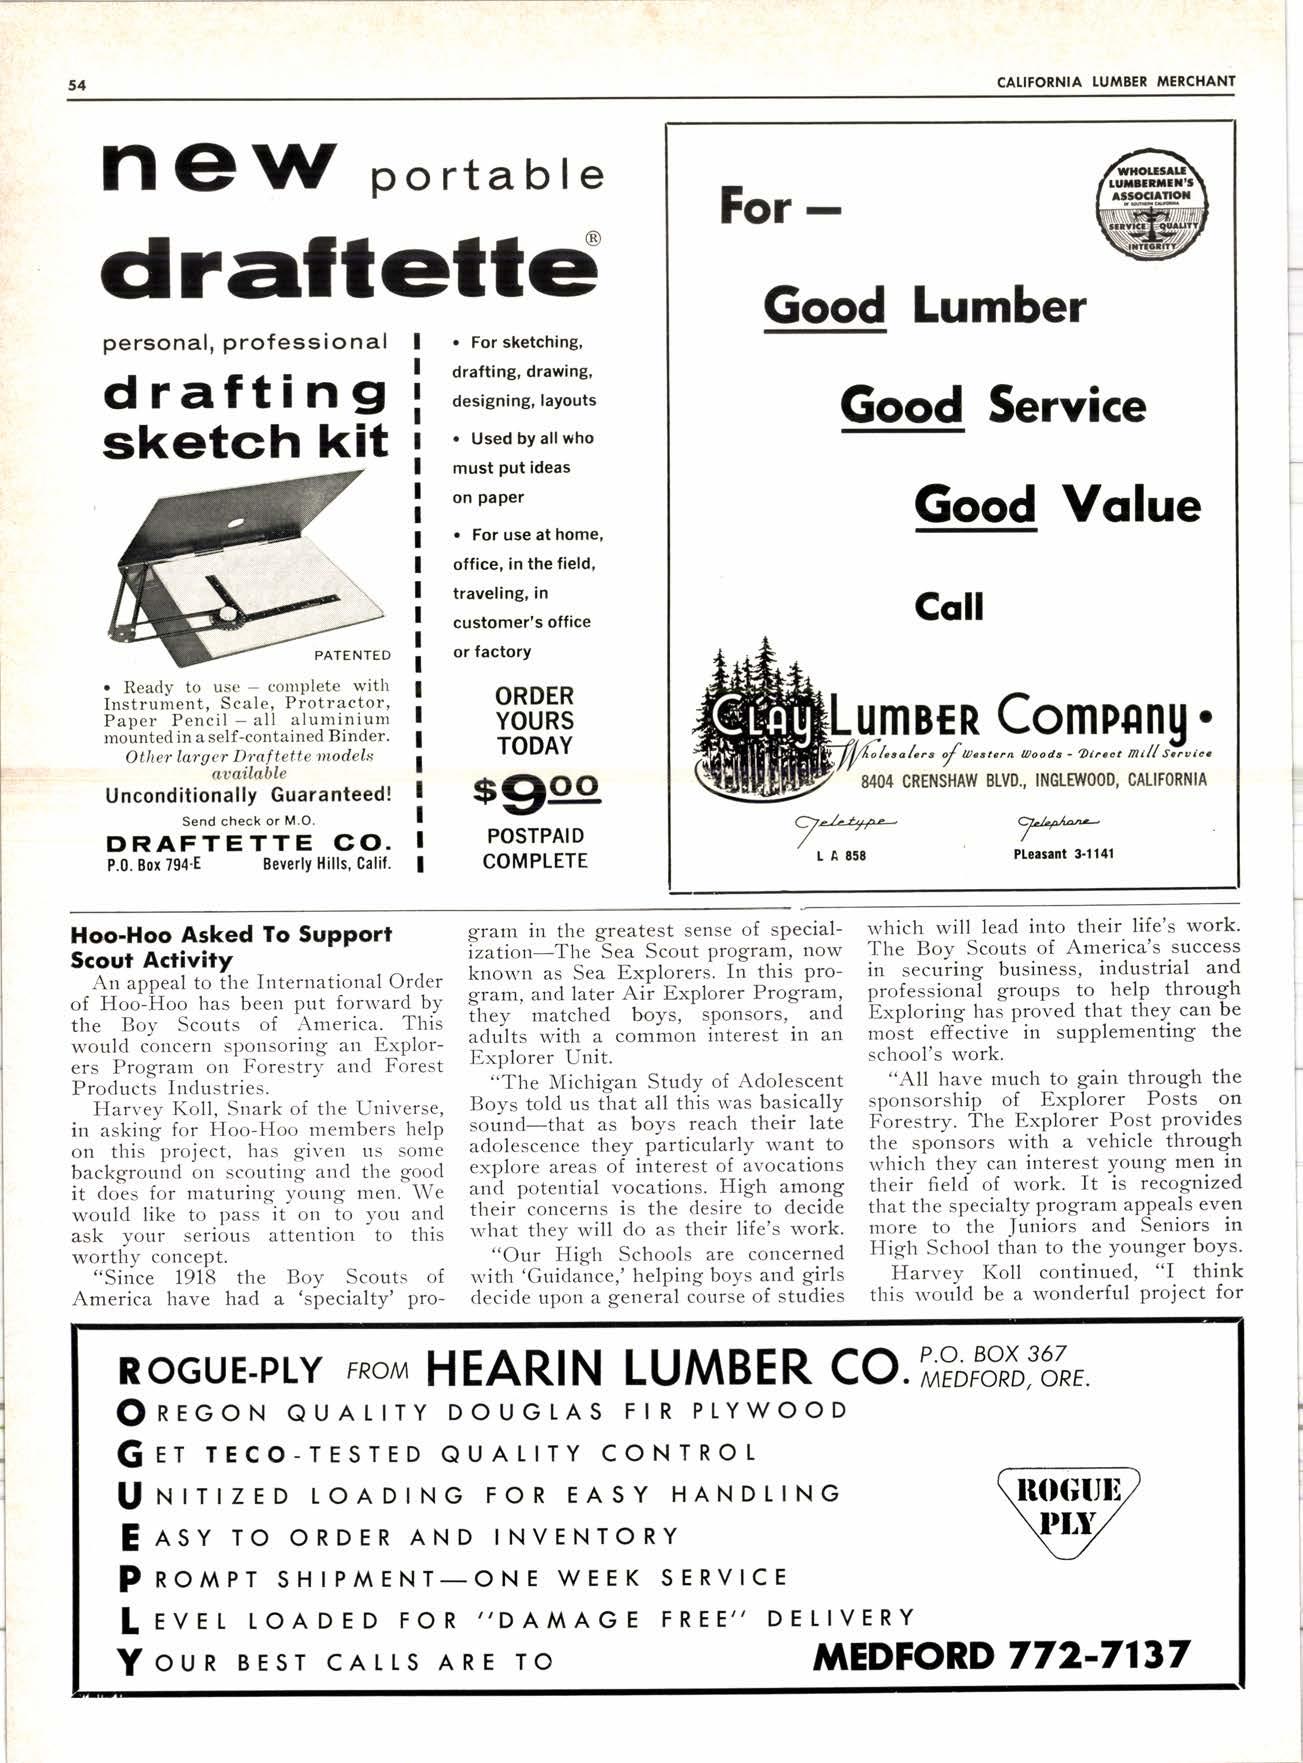 54
CALIFORNIA LUMBER MERCHANT
new portable
draftette®
personal, professional
drafting
sketch kit
PATENTED
• Ready to use – complete with
Instrument, Scale, Protractor,
Paper Pencil – all aluminium
mounted in a self-contained Binder.
Other larger Draftette models
available
Unconditionally Guaranteed!
Send check or M.O.
DRAFTETTE CO.
P.O. Box 794-E Beverly Hills, Calif.
• For sketching,
drafting, drawing,
designing, layouts
• Used by all who
must put ideas
on paper
• For use at home,
office, in the field,
traveling, in
customer's office
or factory
ORDER
YOURS
TODAY
$9.00
POSTPAID
COMPLETE
WHOLESALE
LUMBERMEN'S
ASSOCIATION
OF SOUTHERN CALIFORNIA
SERVICE QUALITY
INTEGRITY
For –
Good Lumber
Good Service
Good Value
Call
CLAY LUMBER COMPANY •
Wholesalers of Western Woods - Direct Mill Service
8404 CRENSHAW BLVD., INGLEWOOD, CALIFORNIA
Teletype
L A 858
Telephone
PLeasant 3-1141
Hoo-Hoo Asked To Support
Scout Activity
An appeal to the International Order
of Hoo-Hoo has been put forward by
the Boy Scouts of America. This
would concern sponsoring an Explor-
ers Program on Forestry and Forest
Products Industries.
Harvey Koll, Snark of the Universe,
in asking for Hoo-Hoo members help
on this project, has given us some
background on scouting and the good
it does for maturing young men. We
would like to pass it on to you and
ask your serious attention to this
worthy concept.
"Since 1918 the Boy Scouts of
America have had a 'specialty' pro-
gram in the greatest sense of special-
ization—The Sea Scout program, now
known as Sea Explorers. In this pro-
gram, and later Air Explorer Program,
they matched boys, sponsors, and
adults with a common interest in an
Explorer Unit.
"The Michigan Study of Adolescent
Boys told us that all this was basically
sound—that as boys reach their late
adolescence they particularly want to
explore areas of interest of avocations
and potential vocations. High among
their concerns is the desire to decide
what they will do as their life's work.
"Our High Schools are concerned
with 'Guidance,' helping boys and girls
decide upon a general course of studies
which will lead into their life's work.
The Boy Scouts of America's success
in securing business, industrial and
professional groups to help through
Exploring has proved that they can be
most effective in supplementing the
school's work.
"All have much to gain through the
sponsorship of Explorer Posts on
Forestry. The Explorer Post provides
the sponsors with a vehicle through
which they can interest young men in
their field of work. It is recognized
that the specialty program appeals even
more to the Juniors and Seniors in
High School than to the younger boys.
Harvey Koll continued, "I think
this would be a wonderful project for
ROGUE-PLY FROM HEARIN LUMBER CO. P.O. BOX 367
MEDFORD, ORE.
OREGON QUALITY DOUGLAS FIR PLYWOOD
GET TECO-TESTED QUALITY CONTROL
UNITIZED LOADING FOR EASY HANDLING
EASY TO ORDER AND INVENTORY
PROMPT SHIPMENT—ONE WEEK SERVICE
LEVEL LOADED FOR "DAMAGE FREE" DELIVERY
YOUR BEST CALLS ARE TO MEDFORD 772-7137
ROGUE
PLY